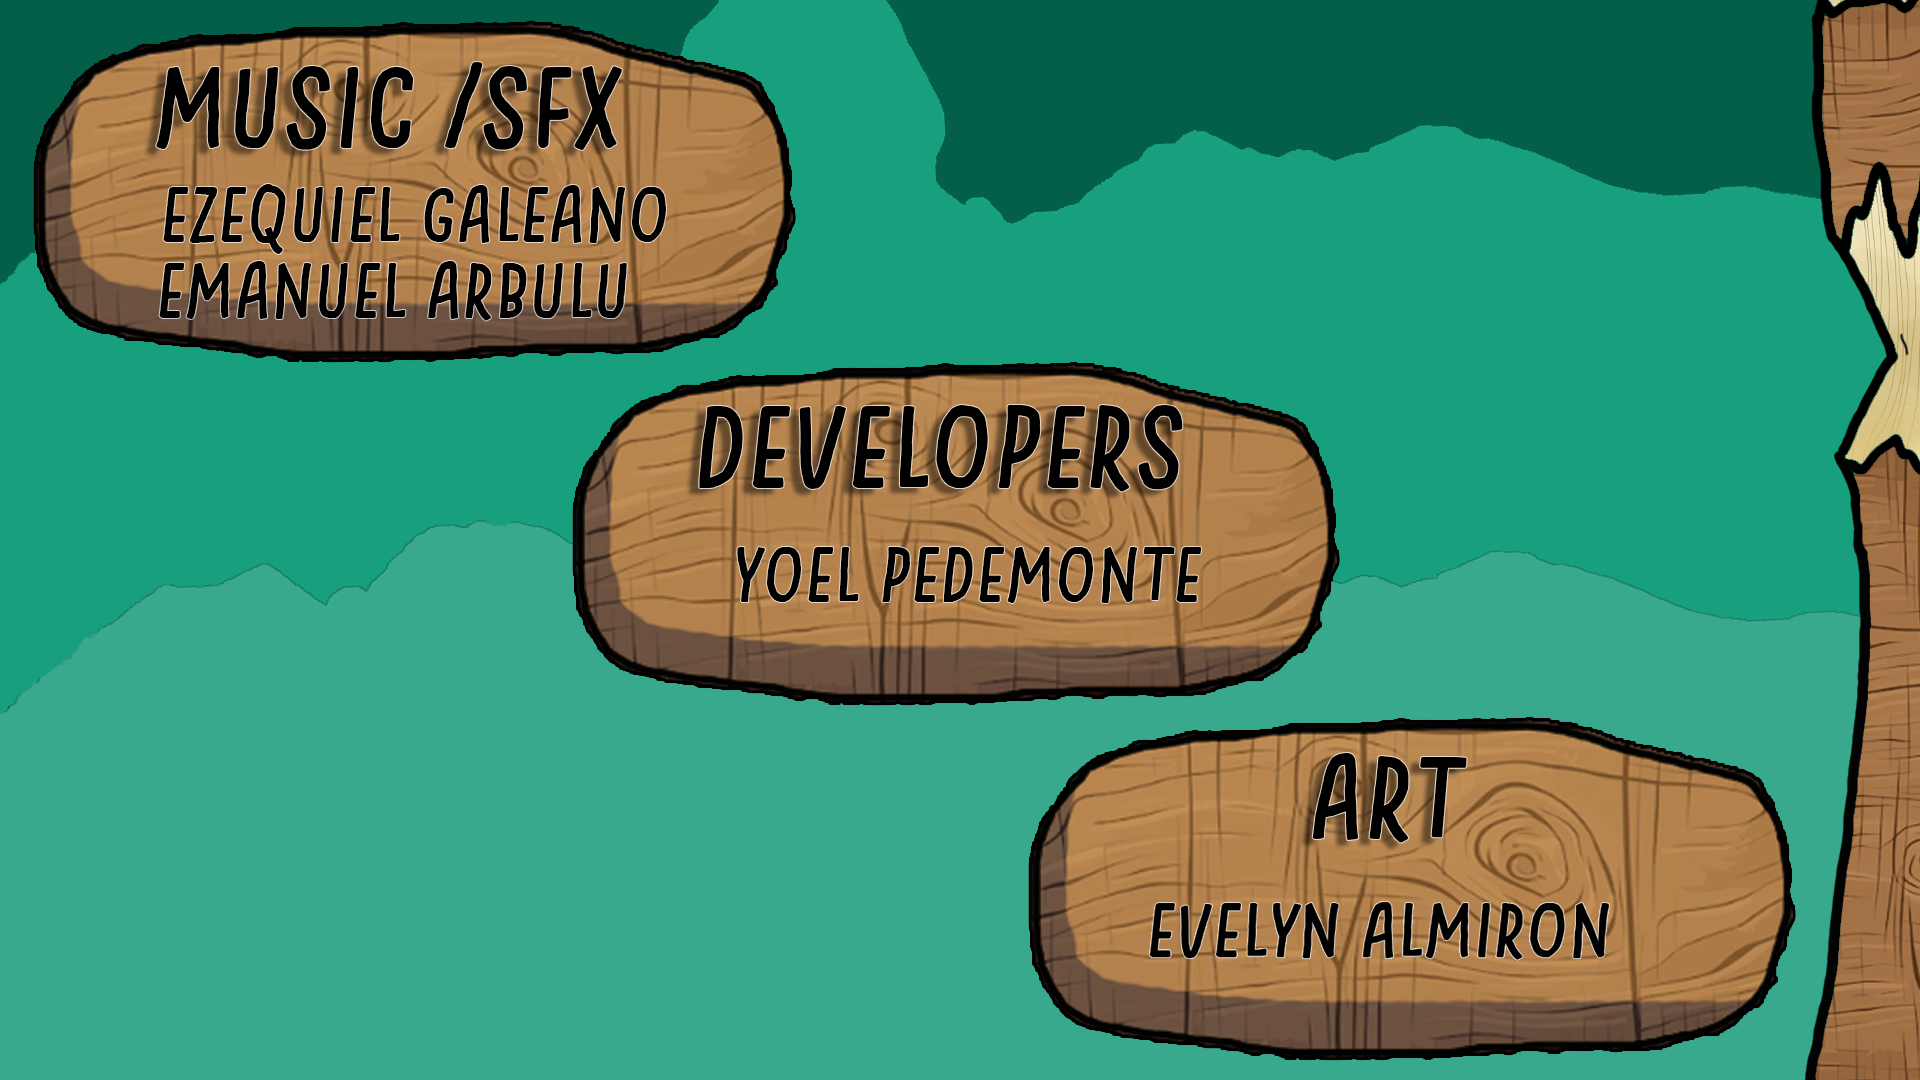 MUSIC /SFX
EZEQUIEL GALEANO
EMANUEL ARBULU
DEVELOPERS
YOEL PEDEMONTE
ART
EVELYN ALMIRON